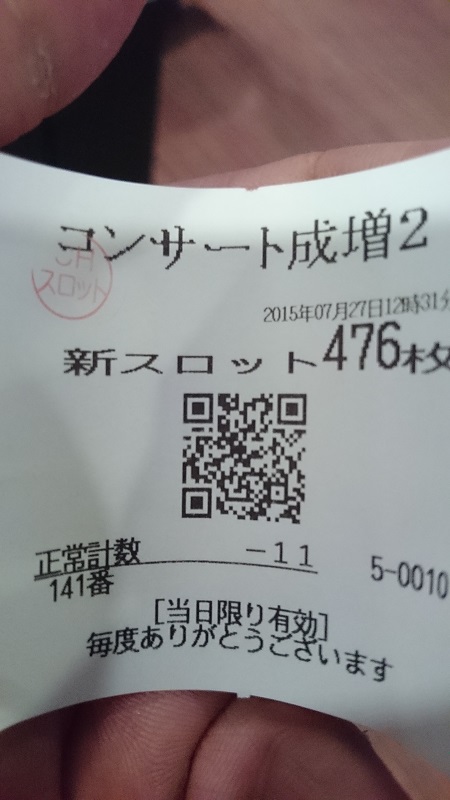 コンサート成増2
スロット
2015年07月27日12時31分
新スロット476枚
正常計数 -11 5-0010
141番
[当日限り有効]
毎度ありがとうございます